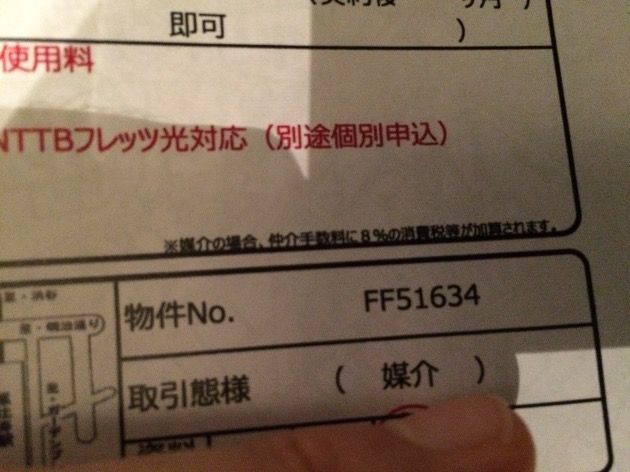 即可
使用料
NTTBフレッツ光対応（別途個別申込）
※媒介の場合、仲介手数料に８％の消費税等が加算されます。
物件No. FF51634
取引態様 （ 媒介 ）